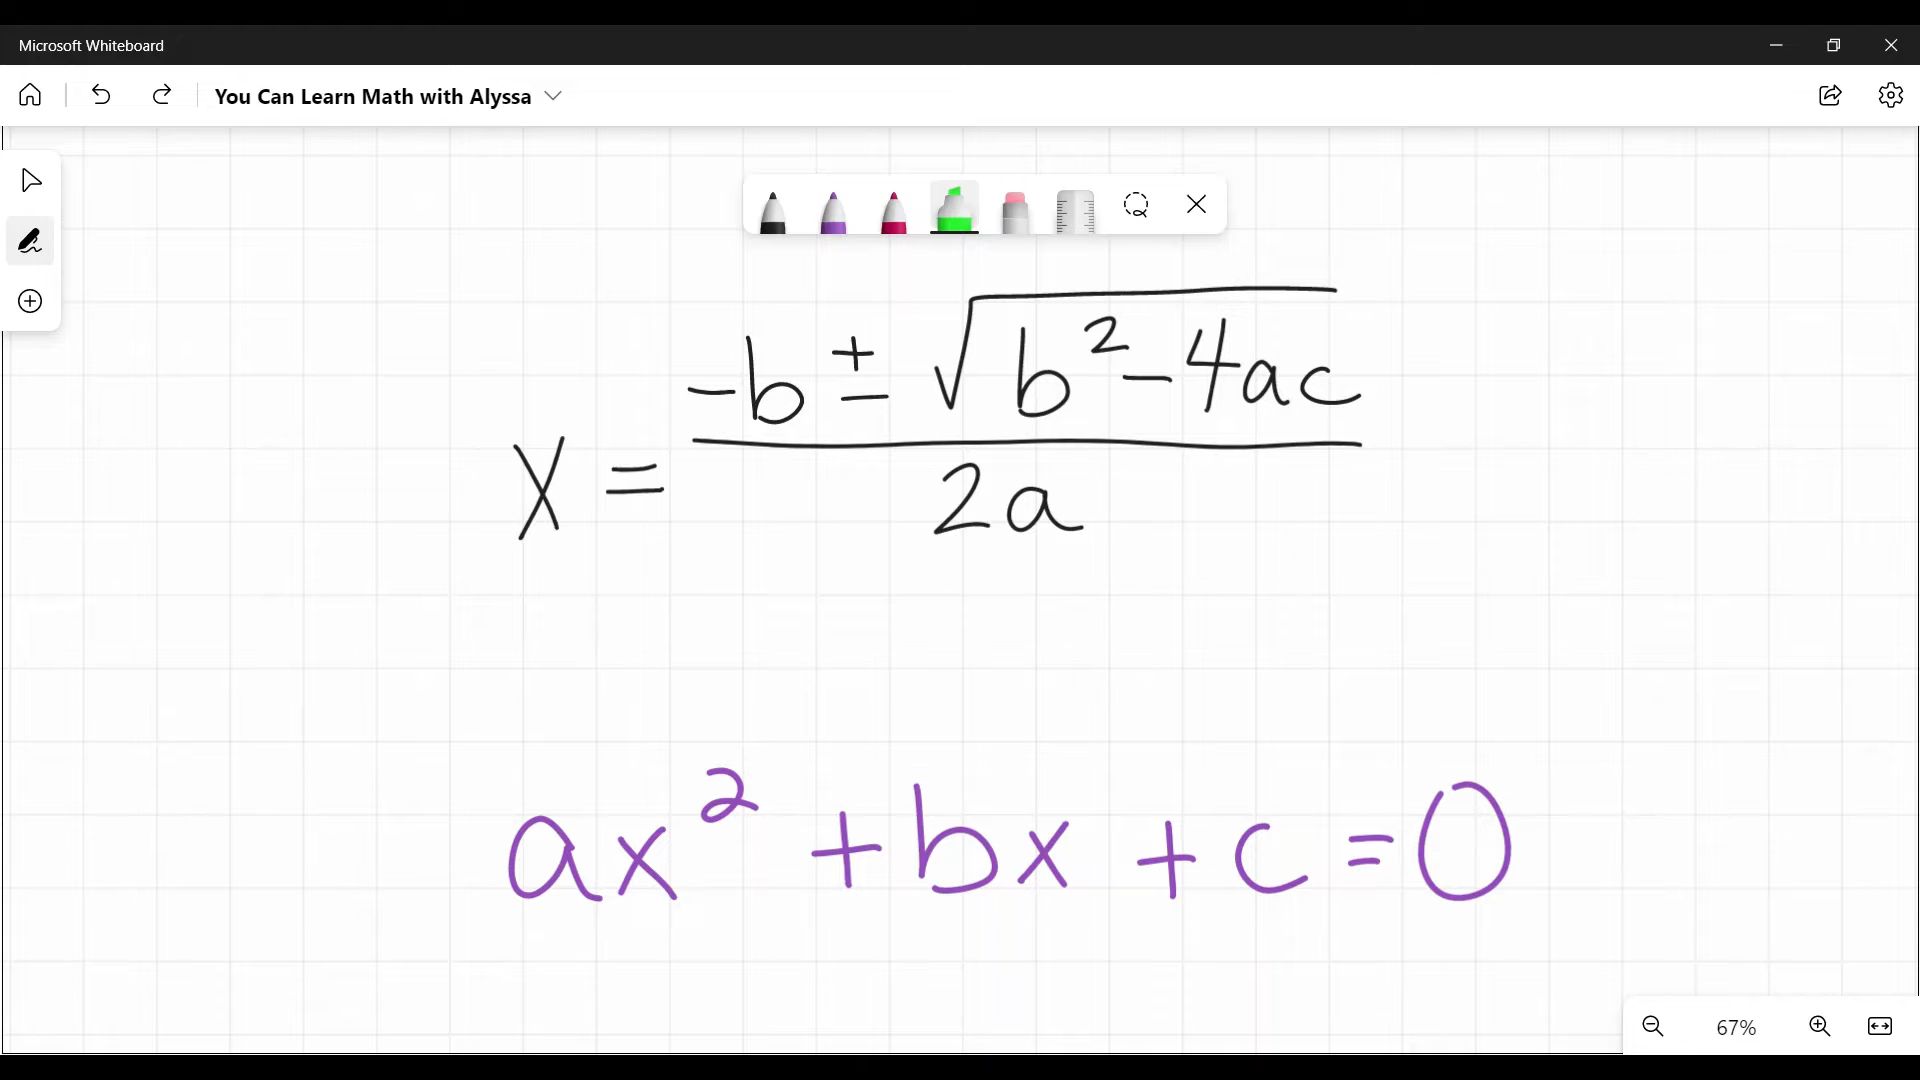 Microsoft Whiteboard
You Can Learn Math with Alyssa
x = (-b ± √(b² - 4ac)) / 2a
ax² + bx + c = 0
67%